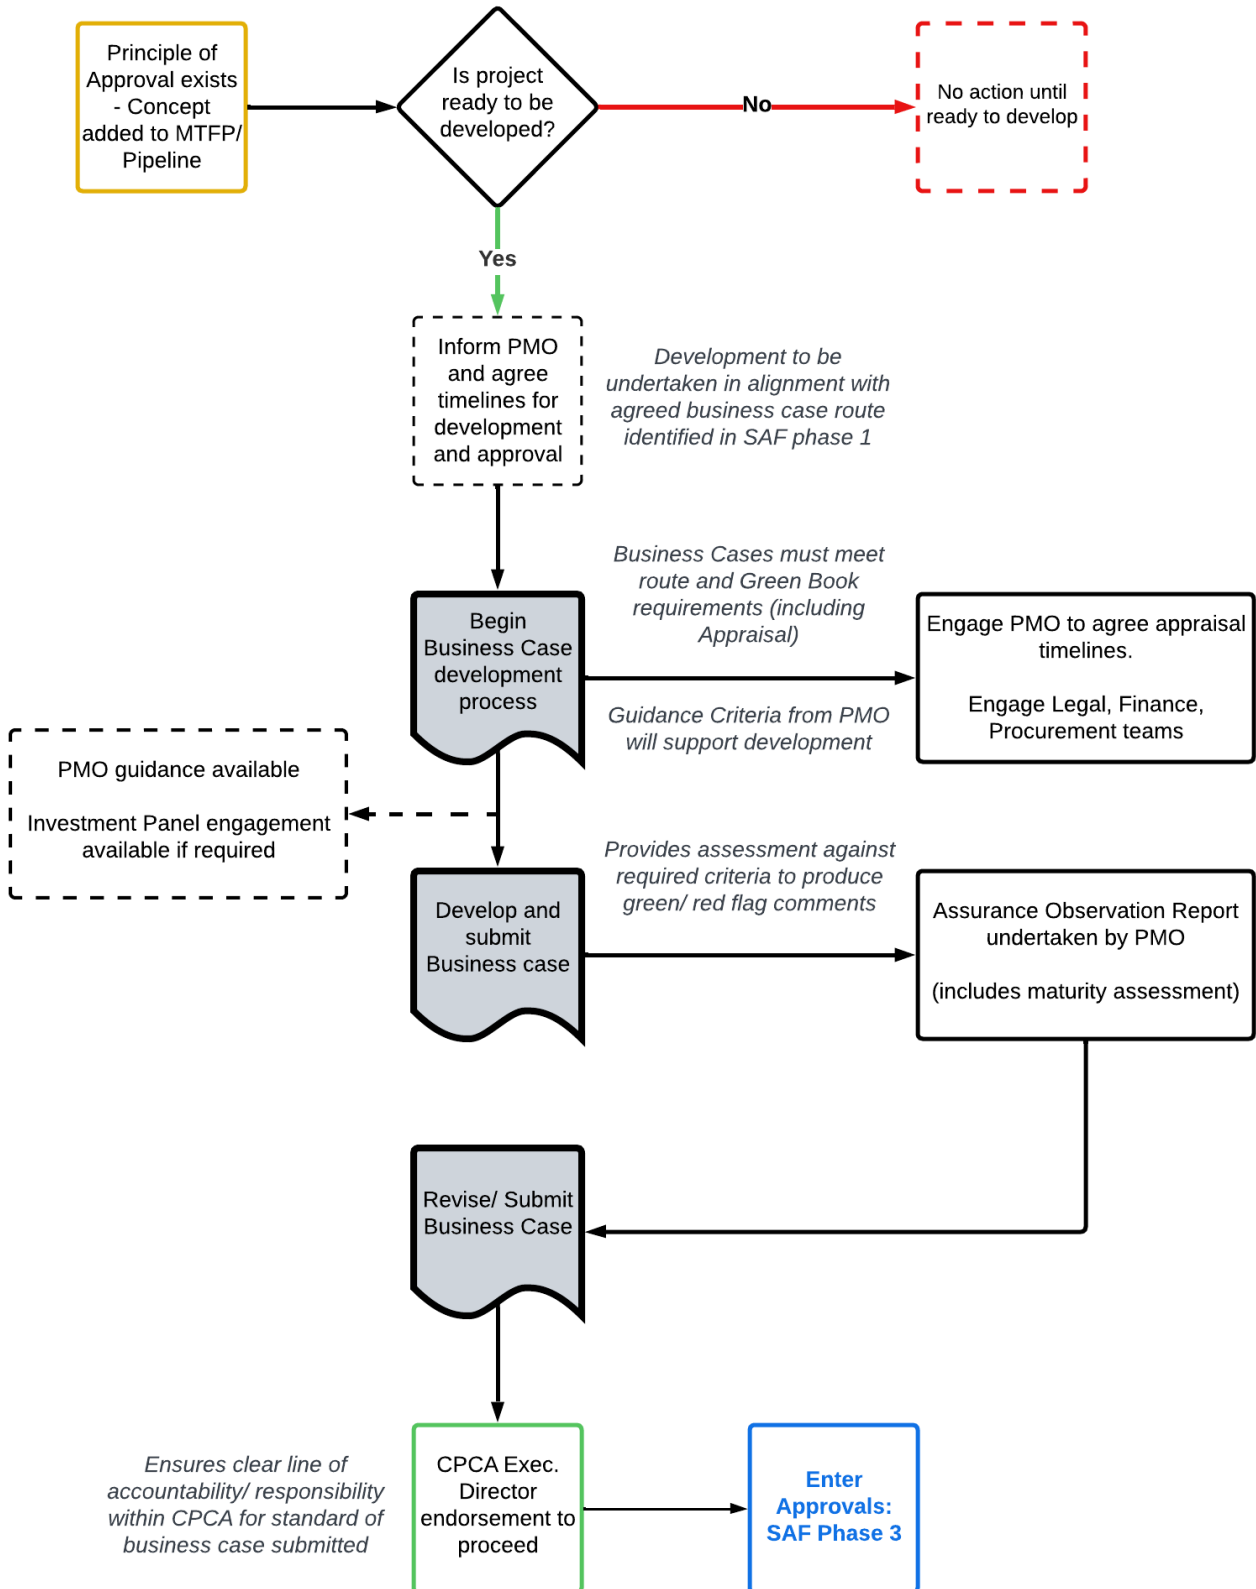 Principle of
Approval exists
- Concept
added to MTFP/
Pipeline
Is project
ready to be
developed?
No
No action until
ready to develop
Yes
Inform PMO
and agree
timelines for
development
and approval
Development to be
undertaken in alignment with
agreed business case route
identified in SAF phase 1
Business Cases must meet
route and Green Book
requirements (including
Appraisal)
Begin
Business Case
development
process
Engage PMO to agree appraisal
timelines.
Engage Legal, Finance,
Procurement teams
Guidance Criteria from PMO
will support development
PMO guidance available
Investment Panel engagement
available if required
Provides assessment against
required criteria to produce
green/ red flag comments
Develop and
submit
Business case
Assurance Observation Report
undertaken by PMO
(includes maturity assessment)
Revise/ Submit
Business Case
Ensures clear line of
accountability/ responsibility
within CPCA for standard of
business case submitted
CPCA Exec.
Director
endorsement to
proceed
Enter
Approvals:
SAF Phase 3